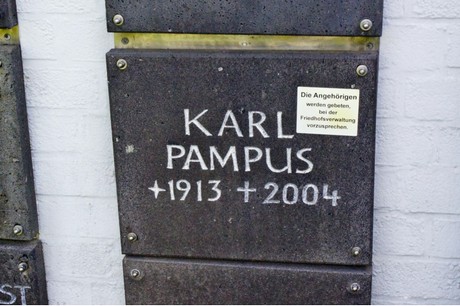 KARL
PAMPUS
+1913 +2004
Die Angehörigen
werden gebeten,
bei der
Friedhofsverwaltung
vorzusprechen.
ST